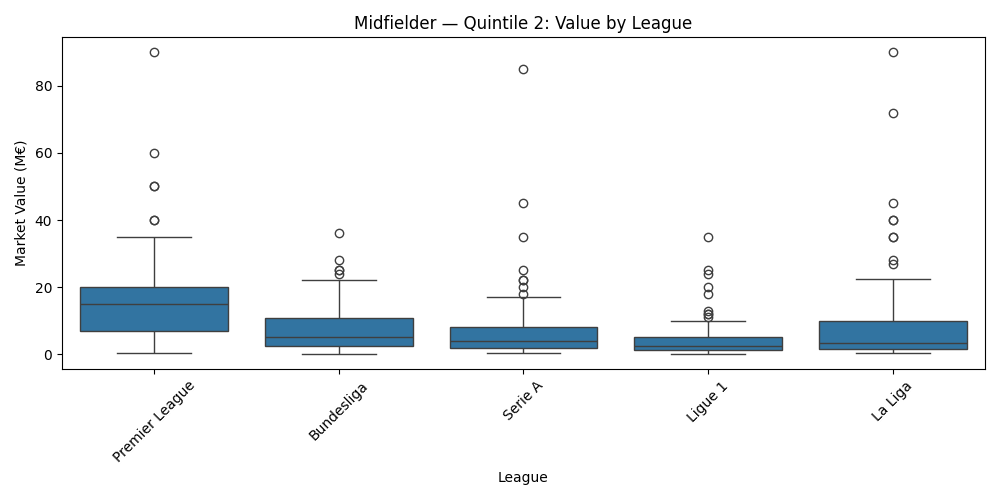 Midfielder — Quintile 2: Value by League
Market Value (M€)
80
60
40
20
0
Premier League
Bundesliga
Serie A
Ligue 1
La Liga
League